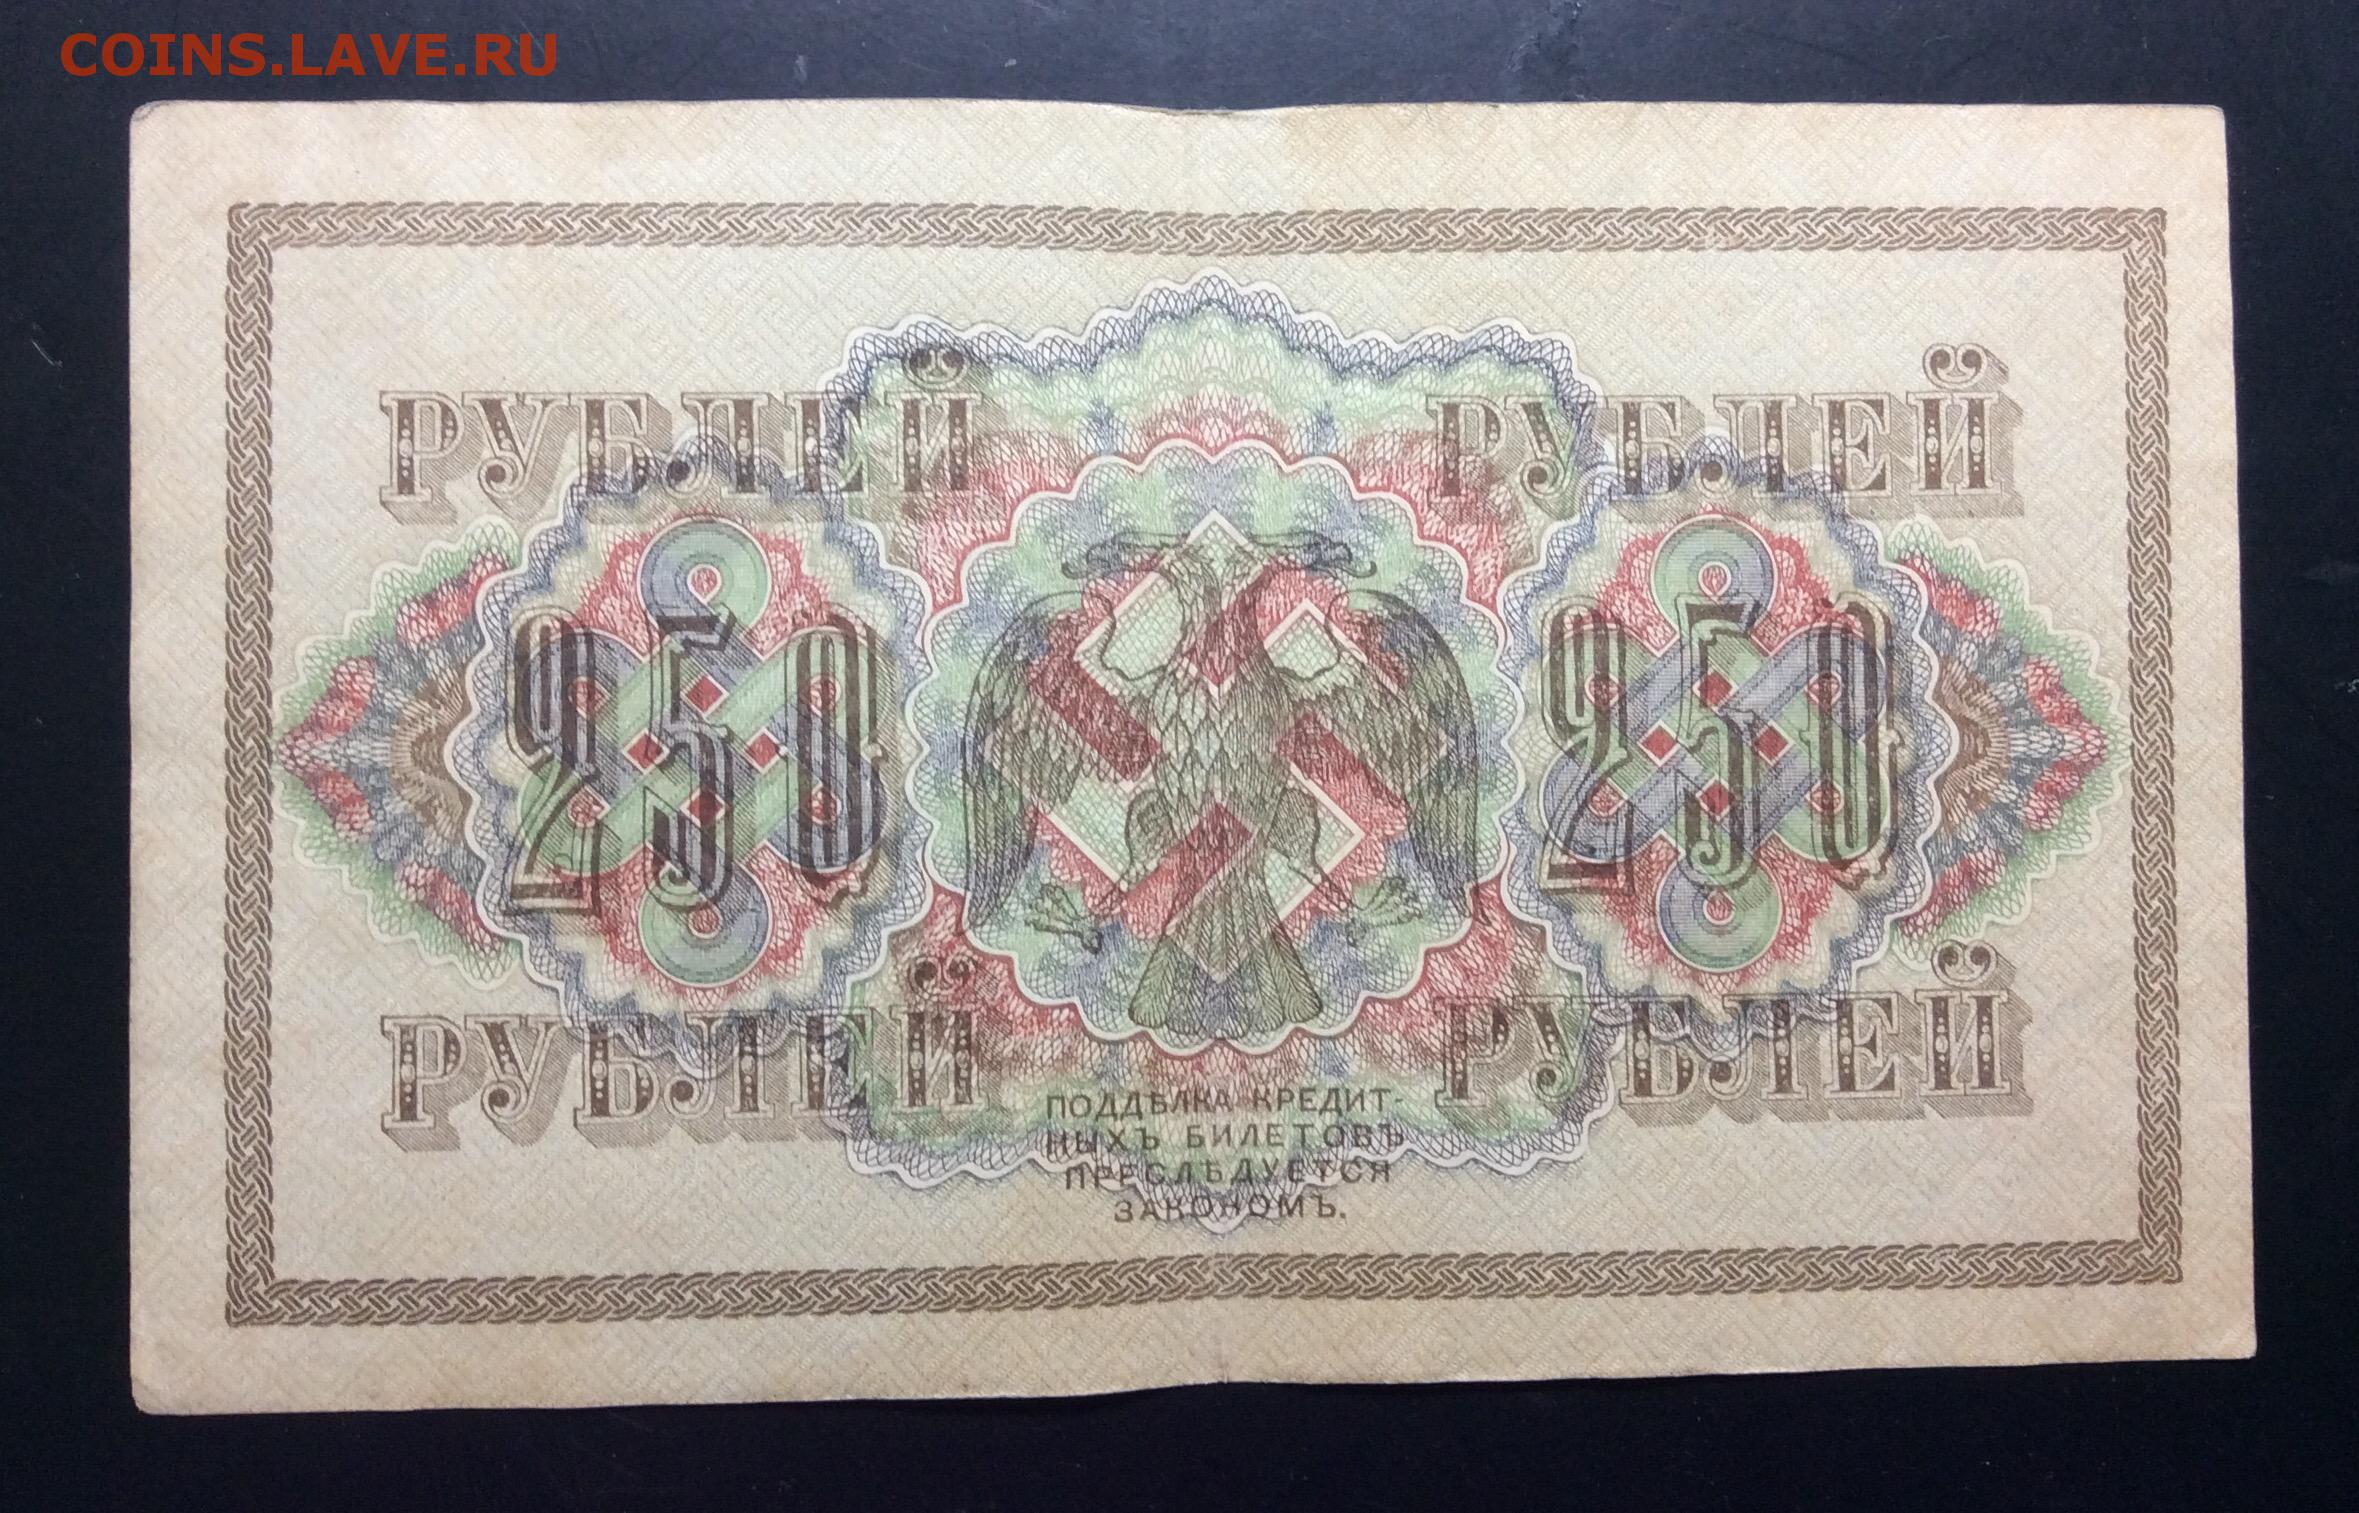 COINS.LAVE.RU
РУБЛЕЙ РУБЛЕЙ
250 250
РУБЛЕЙ РУБЛЕЙ
ПОДДѢЛКА КРЕДИТ-
НЫХЪ БИЛЕТОВЪ
ПРЕСЛѢДУЕТСЯ
ЗАКОНОМЪ.